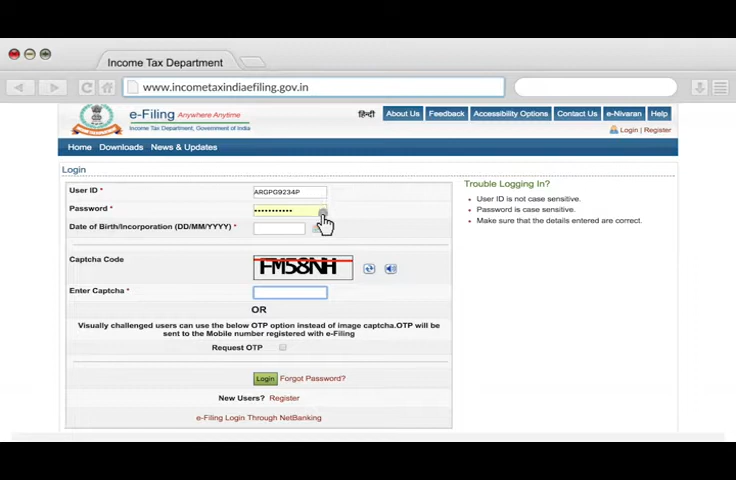 Income Tax Department
www.incometaxindiaefiling.gov.in
e-Filing Anywhere Anytime
Income Tax Department, Government of India
हिन्दी About Us Feedback Accessibility Options Contact Us e-Nivaran Help
Login | Register
Home Downloads News & Updates
Login
User ID * ARGPG9234P
Password * •••••••••••
Date of Birth/Incorporation (DD/MM/YYYY) *
Captcha Code FM58NH
Enter Captcha *
OR
Visually challenged users can use the below OTP option instead of image captcha.OTP will be
sent to the Mobile number registered with e-Filing
Request OTP
Login Forgot Password?
New Users? Register
e-Filing Login Through NetBanking
Trouble Logging In?
• User ID is not case sensitive.
• Password is case sensitive.
• Make sure that the details entered are correct.